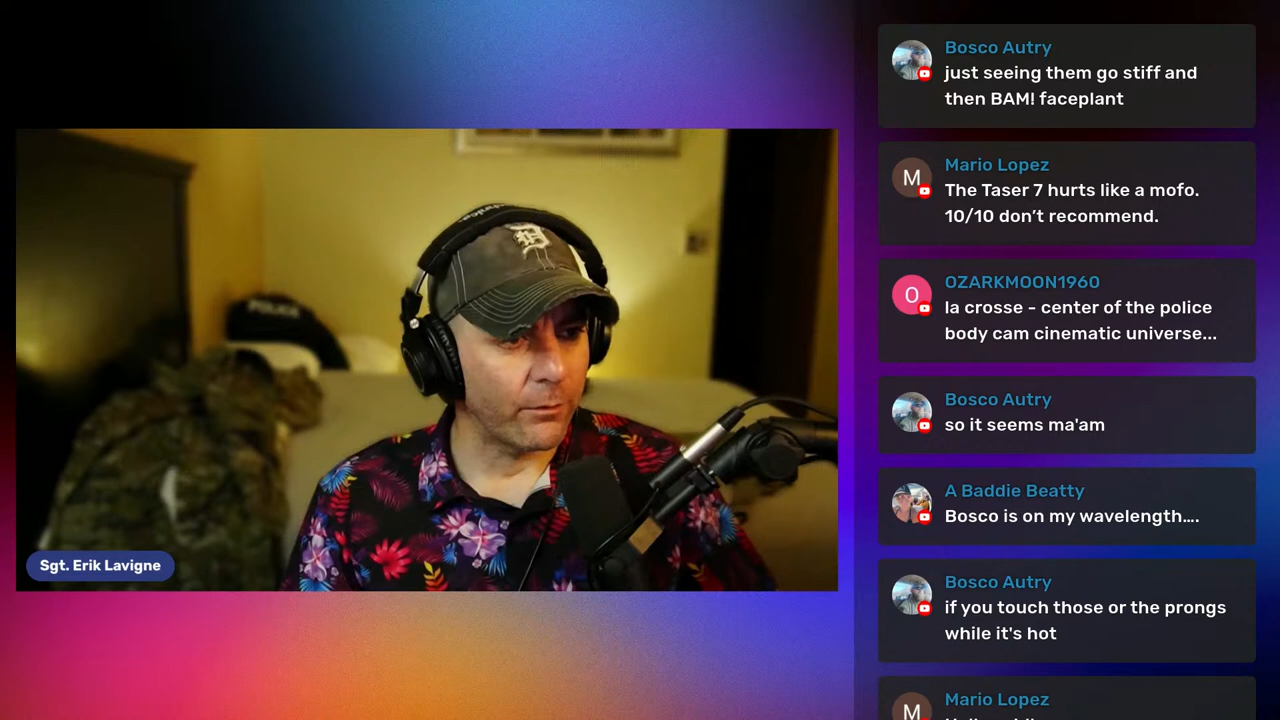 Bosco Autry
just seeing them go stiff and
then BAM! faceplant
M
Mario Lopez
The Taser 7 hurts like a mofo.
10/10 don’t recommend.
O
OZARKMOON1960
la crosse - center of the police
body cam cinematic universe...
Bosco Autry
so it seems ma'am
A Baddie Beatty
Bosco is on my wavelength....
Bosco Autry
if you touch those or the prongs
while it's hot
M
Mario Lopez
D
POLICE
Sgt. Erik Lavigne